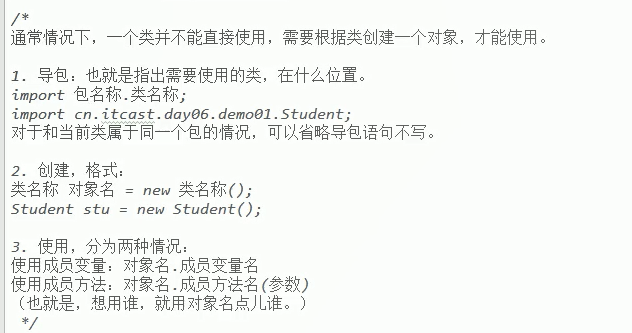 /*
通常情况下，一个类并不能直接使用，需要根据类创建一个对象，才能使用。
1. 导包：也就是指出需要使用的类，在什么位置。
import 包名称.类名称;
import cn.itcast.day06.demo01.Student;
对于和当前类属于同一个包的情况，可以省略导包语句不写。
2. 创建，格式：
类名称 对象名 = new 类名称();
Student stu = new Student();
3. 使用，分为两种情况：
使用成员变量：对象名.成员变量名
使用成员方法：对象名.成员方法名(参数)
（也就是，想用谁，就用对象名点儿谁。）
*/